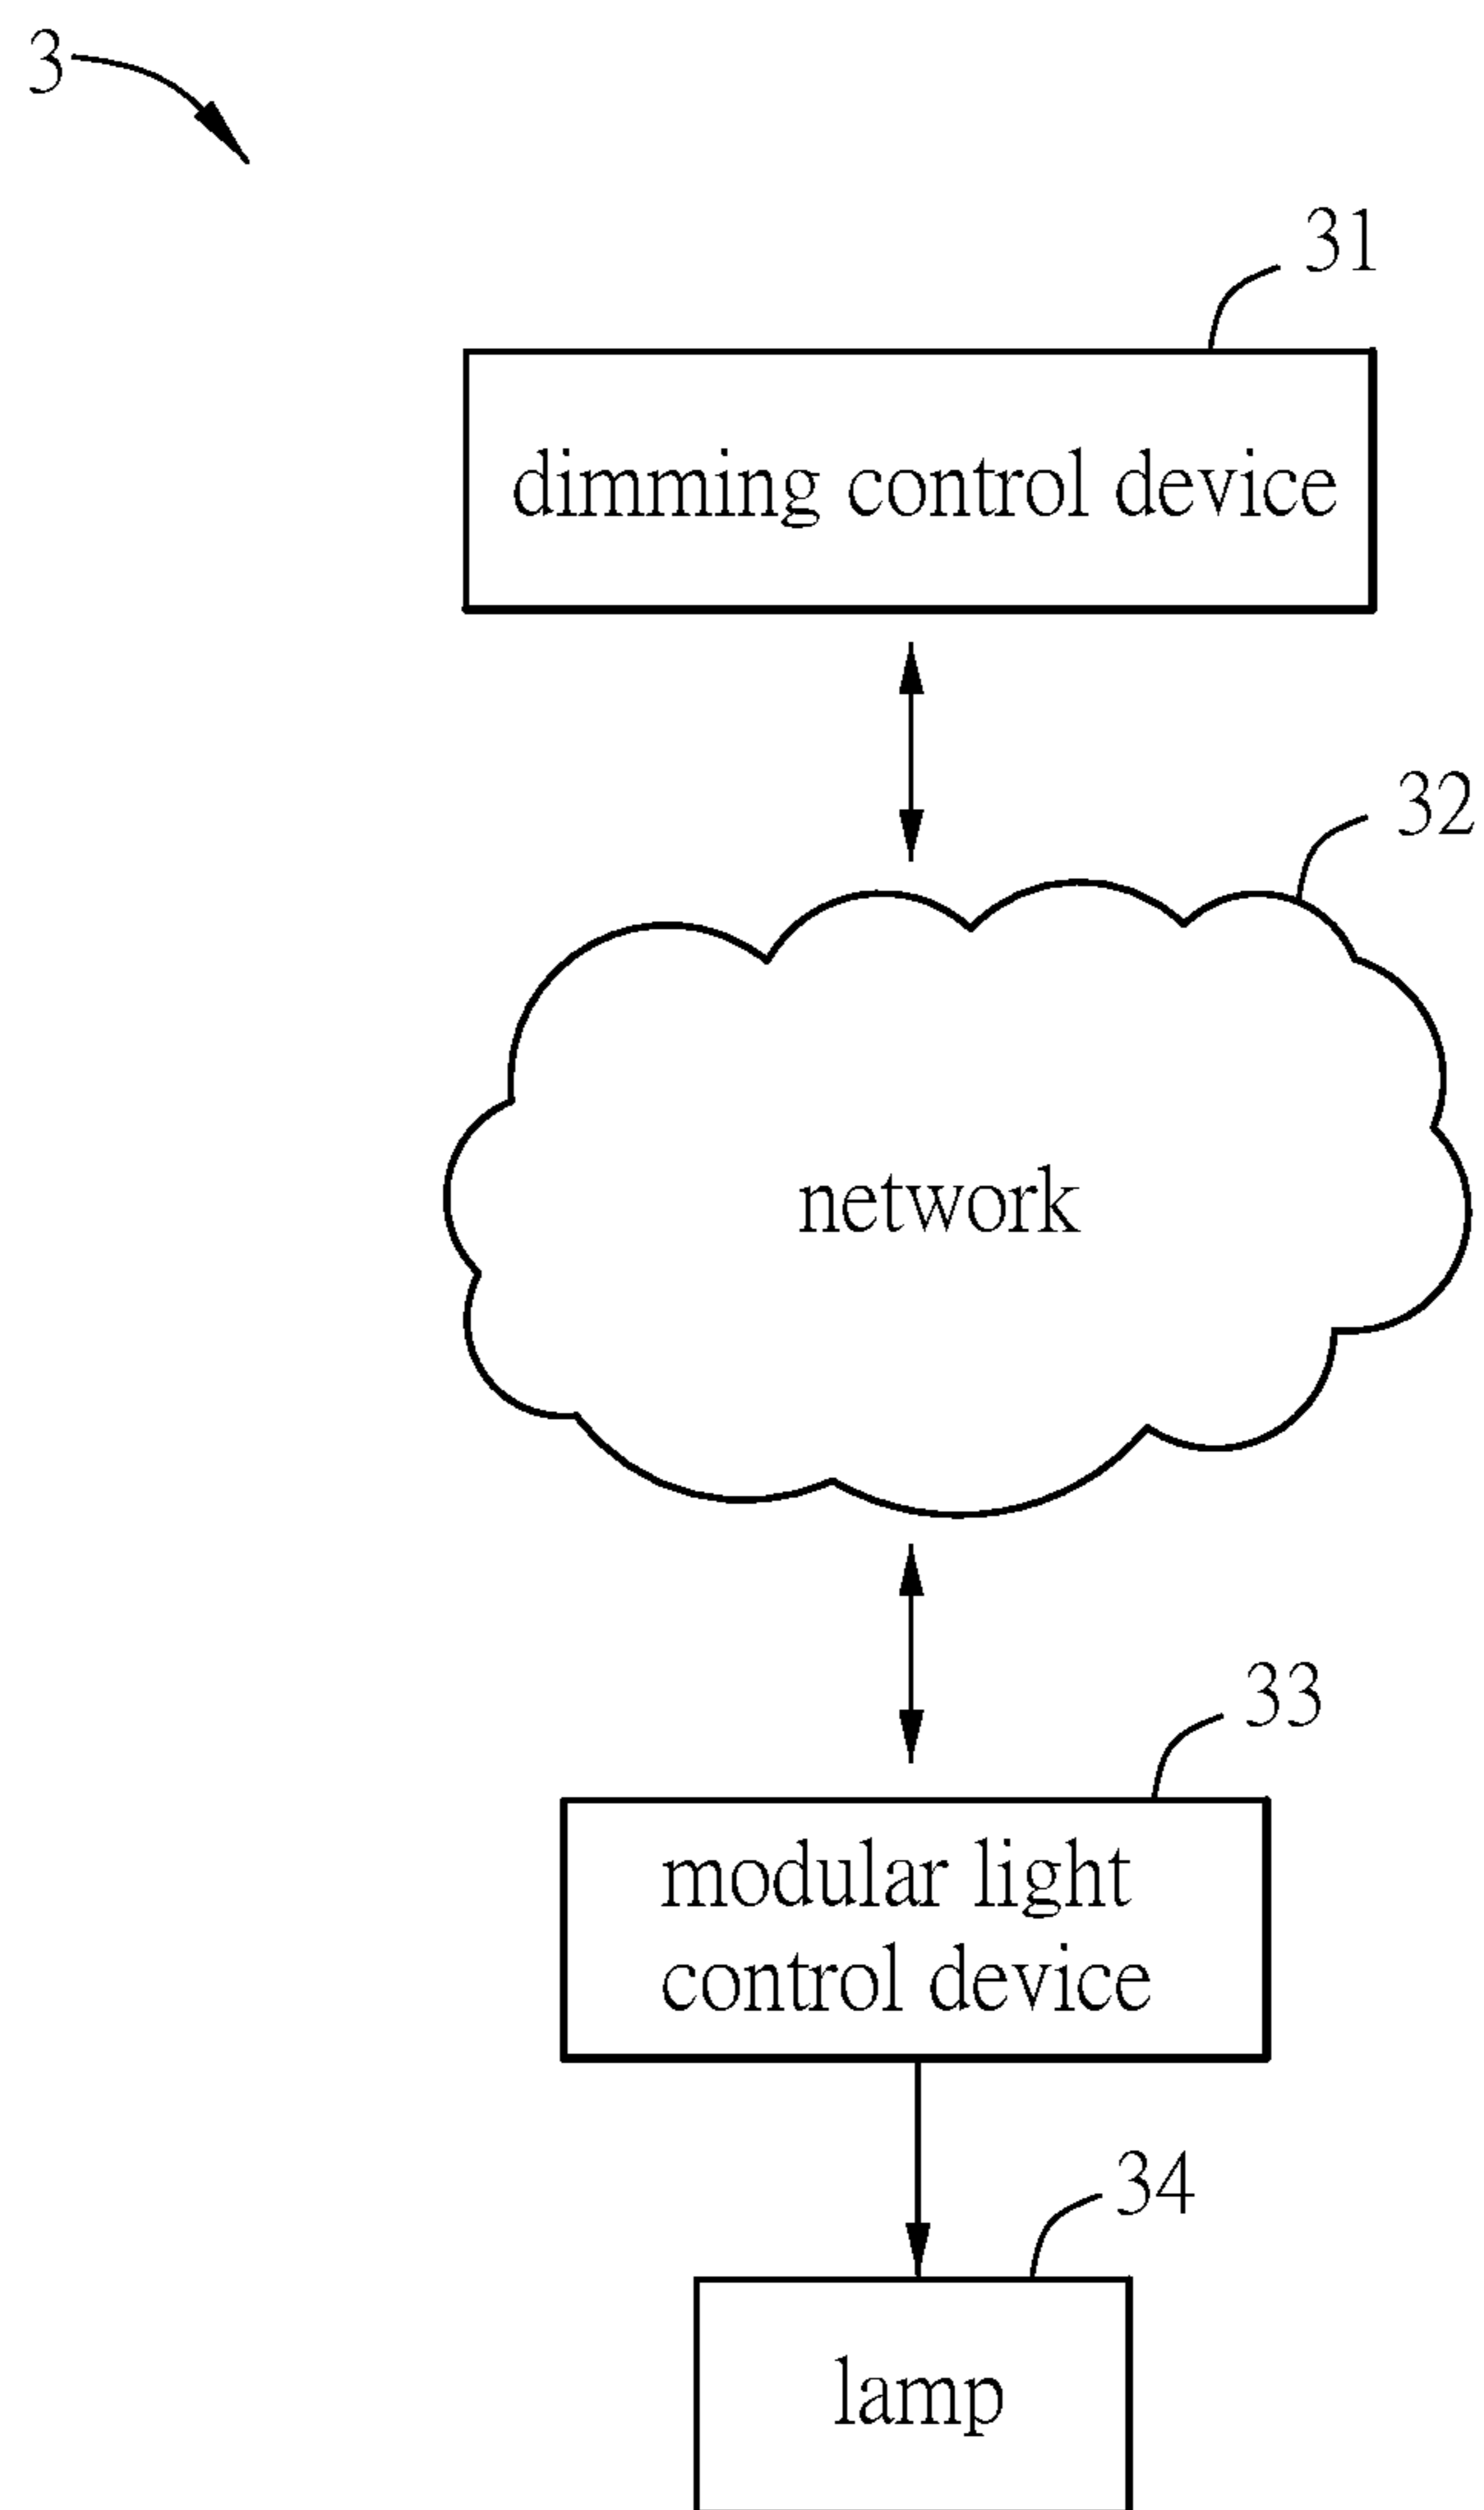 3
31
dimming control device
32
network
33
modular light
control device
34
lamp